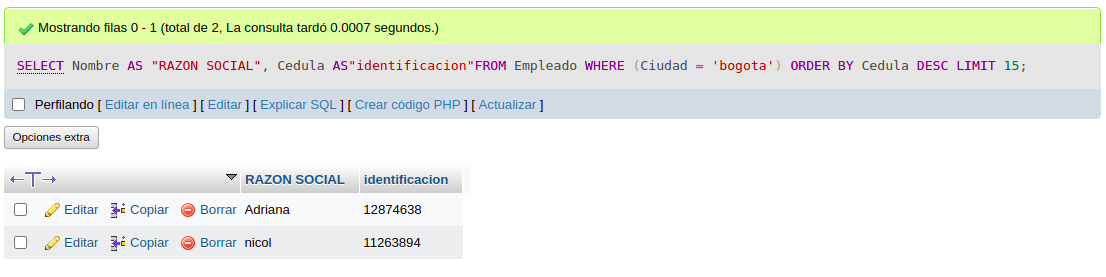 Mostrando filas 0 - 1 (total de 2, La consulta tardó 0.0007 segundos.)
SELECT Nombre AS "RAZON SOCIAL", Cedula AS"identificacion"FROM Empleado WHERE (Ciudad = 'bogota') ORDER BY Cedula DESC LIMIT 15;
Perfilando [ Editar en línea ] [ Editar ] [ Explicar SQL ] [ Crear código PHP ] [ Actualizar ]
Opciones extra
←T→ RAZON SOCIAL identificacion
Editar Copiar Borrar Adriana 12874638
Editar Copiar Borrar nicol 11263894